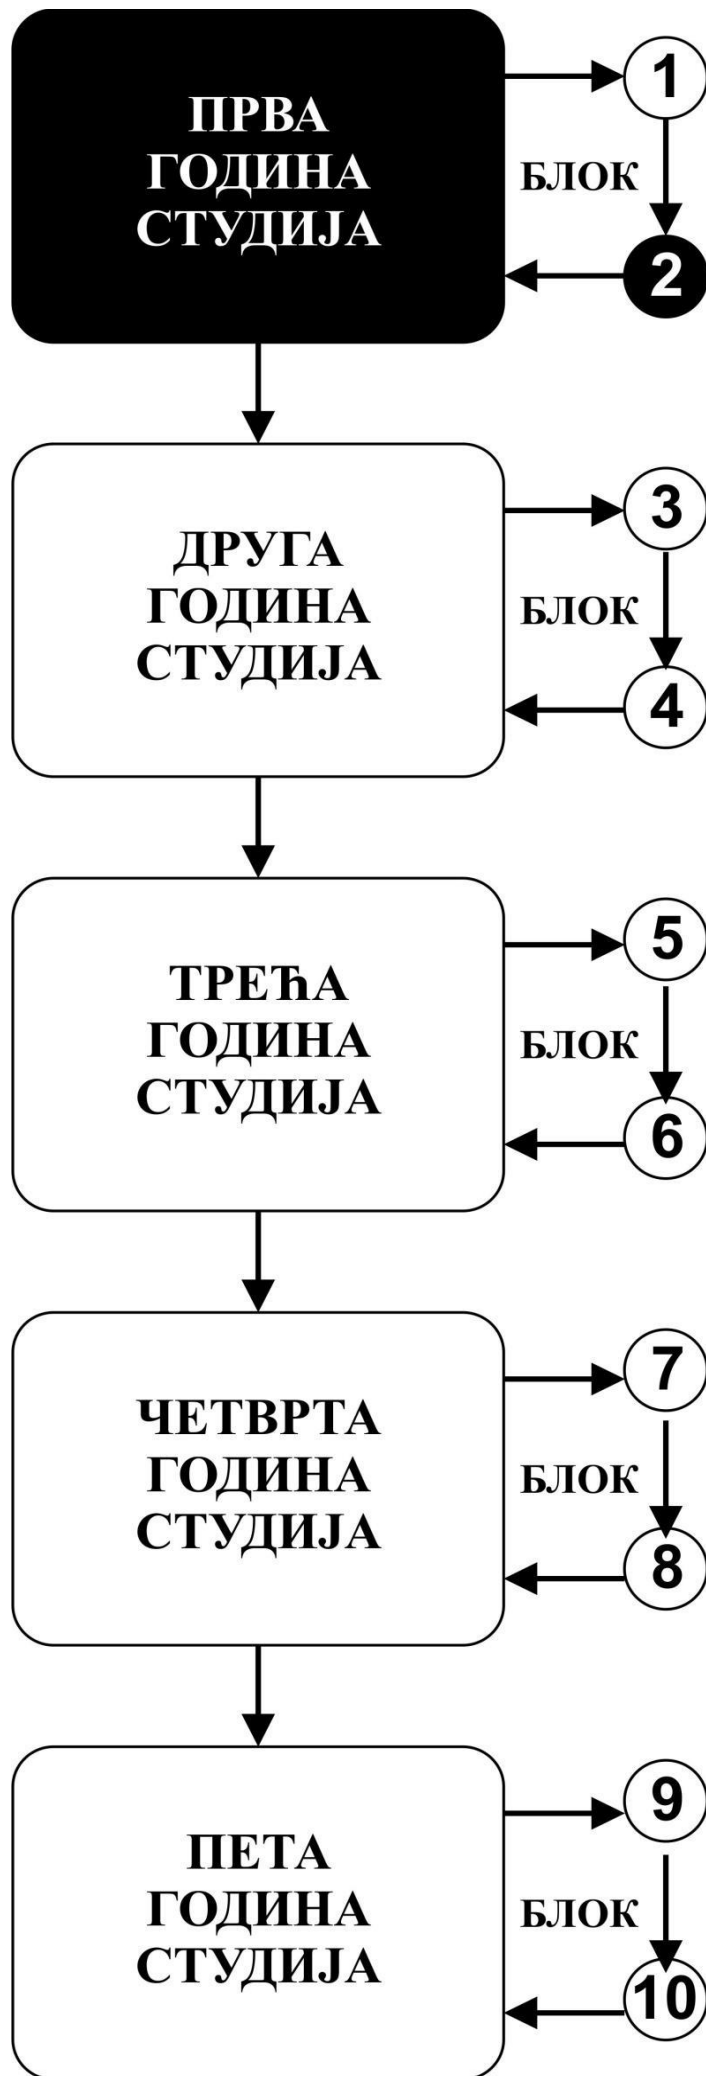 ПРВА
ГОДИНА
СТУДИЈА
1
БЛОК
2
ДРУГА
ГОДИНА
СТУДИЈА
3
БЛОК
4
ТРЕЋА
ГОДИНА
СТУДИЈА
5
БЛОК
6
ЧЕТВРТА
ГОДИНА
СТУДИЈА
7
БЛОК
8
ПЕТА
ГОДИНА
СТУДИЈА
9
БЛОК
10